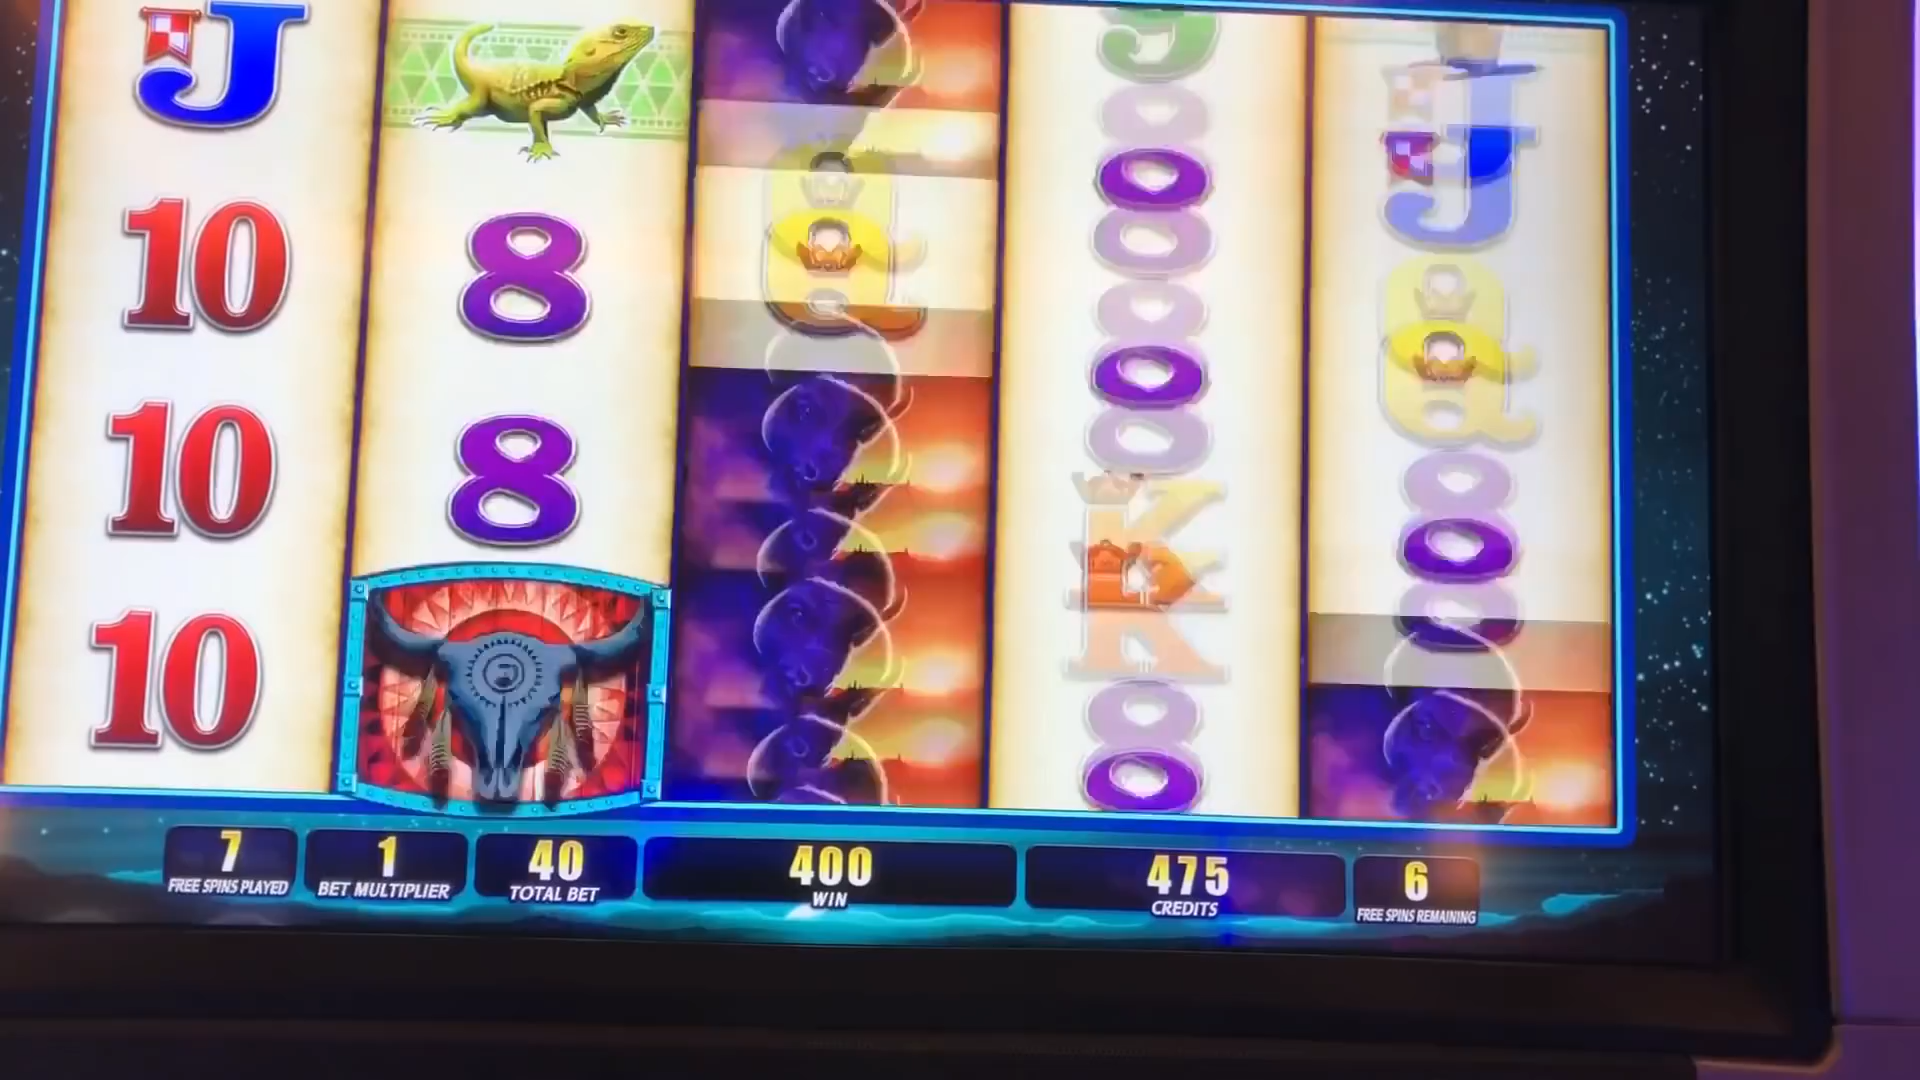 J
10 8 Q J
10 8 Q
10 K
7 1 40 400 475 6
FREE SPINS PLAYED BET MULTIPLIER TOTAL BET WIN CREDITS FREE SPINS REMAINING